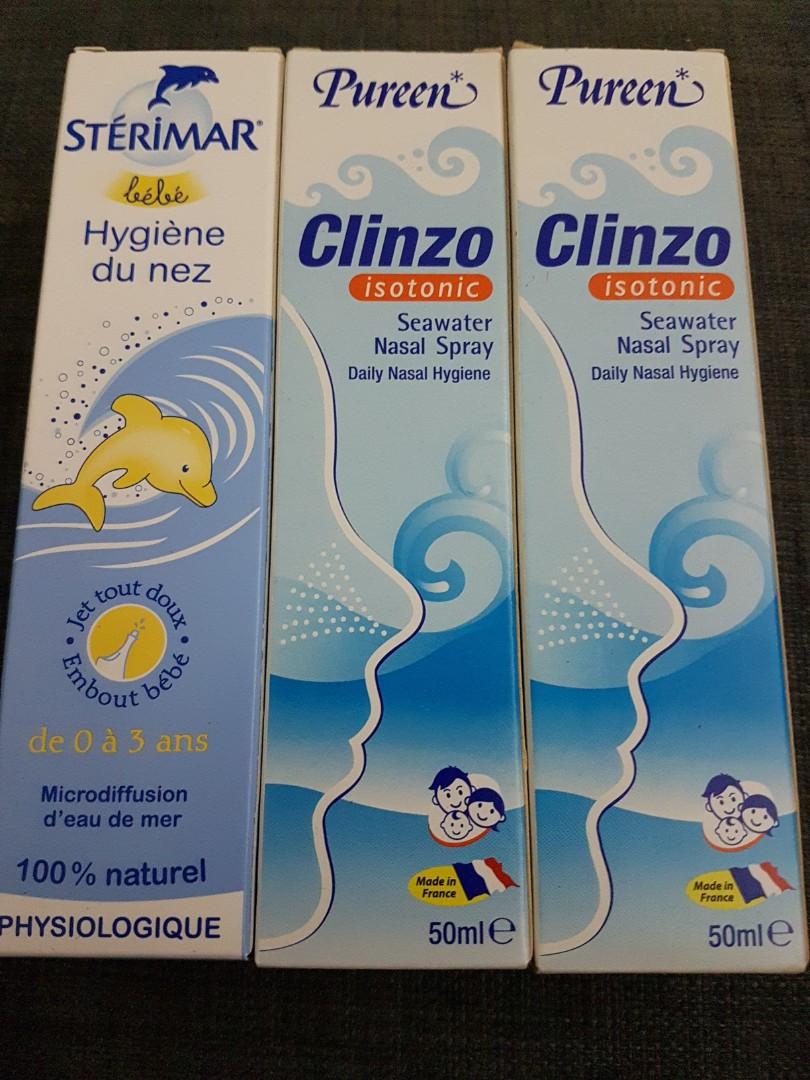 STÉRIMAR®
bébé
Hygiène
du nez
Jet tout doux
Embout bébé
de 0 à 3 ans
Microdiffusion
d'eau de mer
100% naturel
PHYSIOLOGIQUE
Pureen*
Clinzo
isotonic
Seawater
Nasal Spray
Daily Nasal Hygiene
Made in
France
50ml e
Pureen*
Clinzo
isotonic
Seawater
Nasal Spray
Daily Nasal Hygiene
Made in
France
50ml e